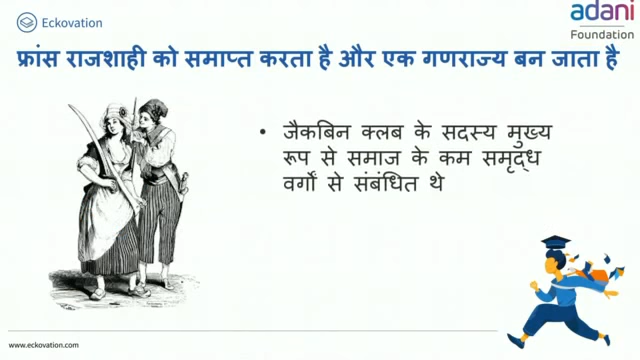 Eckovation
adani
Foundation
फ्रांस राजशाही को समाप्त करता है और एक गणराज्य बन जाता है
• जैकबिन क्लब के सदस्य मुख्य
रूप से समाज के कम समृद्ध
वर्गों से संबंधित थे
www.eckovation.com